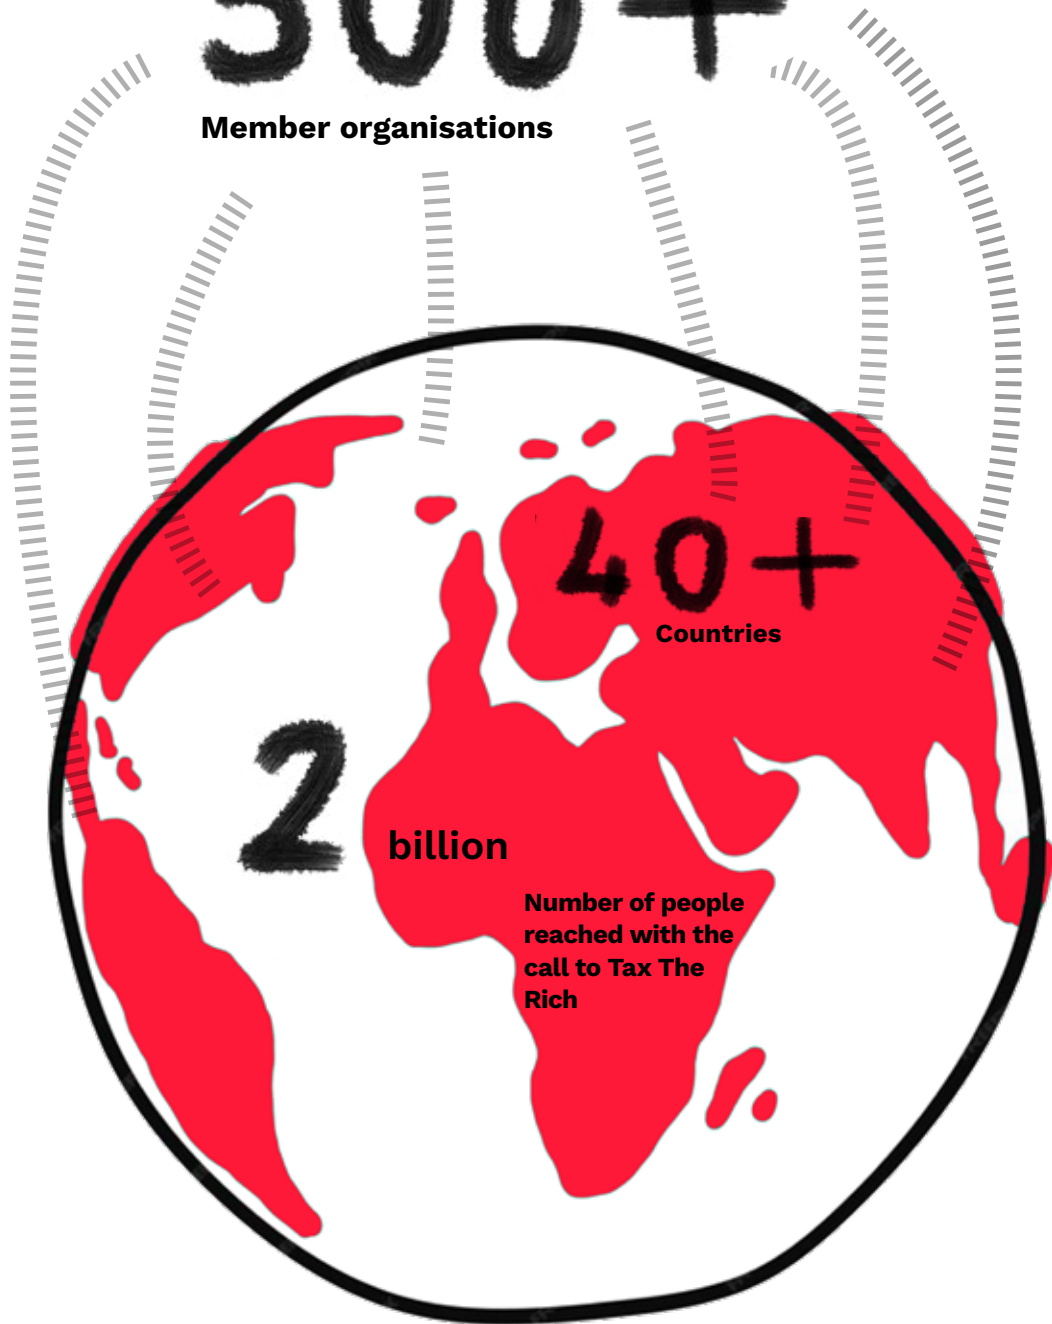 Member organisations
40+
Countries
2 billion
Number of people
reached with the
call to Tax The
Rich